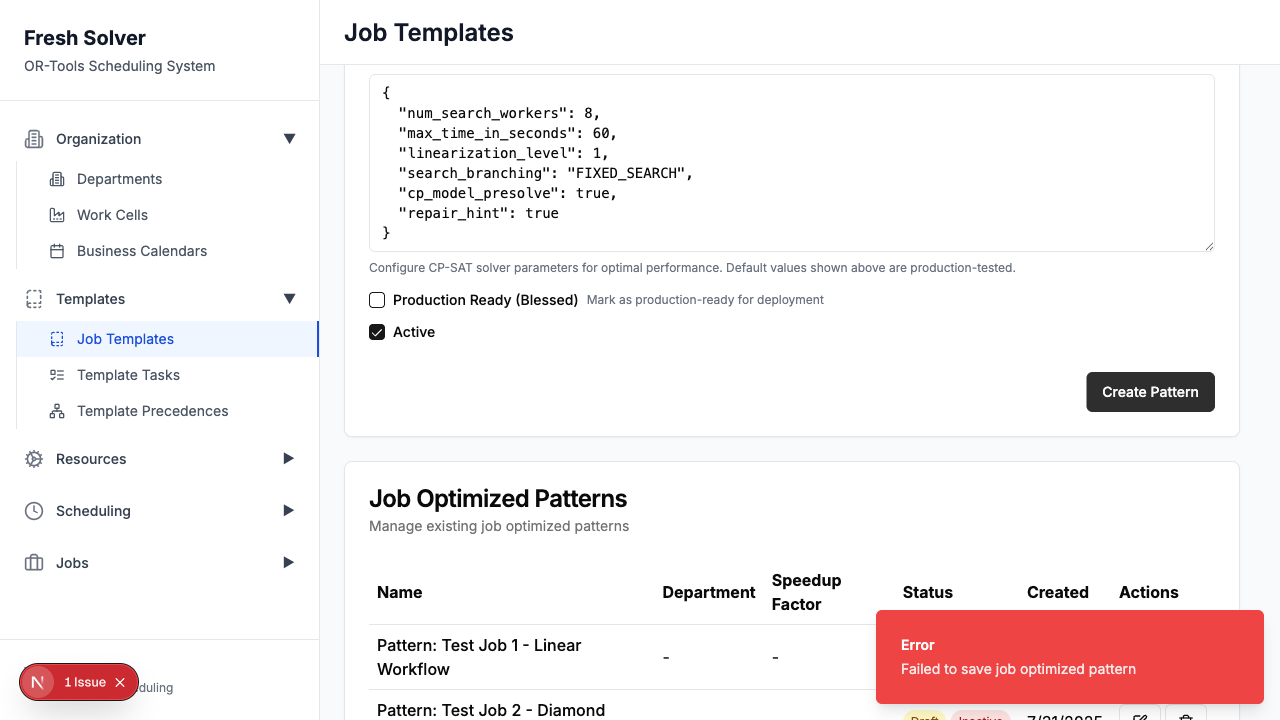 Fresh Solver
OR-Tools Scheduling System
Organization
Departments
Work Cells
Business Calendars
Templates
Job Templates
Template Tasks
Template Precedences
Resources
Scheduling
Jobs
N
1 Issue
duling
Job Templates
{
"num_search_workers": 8,
"max_time_in_seconds": 60,
"linearization_level": 1,
"search_branching": "FIXED_SEARCH",
"cp_model_presolve": true,
"repair_hint": true
}
Configure CP-SAT solver parameters for optimal performance. Default values shown above are production-tested.
Production Ready (Blessed) Mark as production-ready for deployment
Active
Create Pattern
Job Optimized Patterns
Manage existing job optimized patterns
Name Department Speedup Factor Status Created Actions
Pattern: Test Job 1 - Linear
Workflow - -
Pattern: Test Job 2 - Diamond
Draft Inactive 7/21/2025
Error
Failed to save job optimized pattern